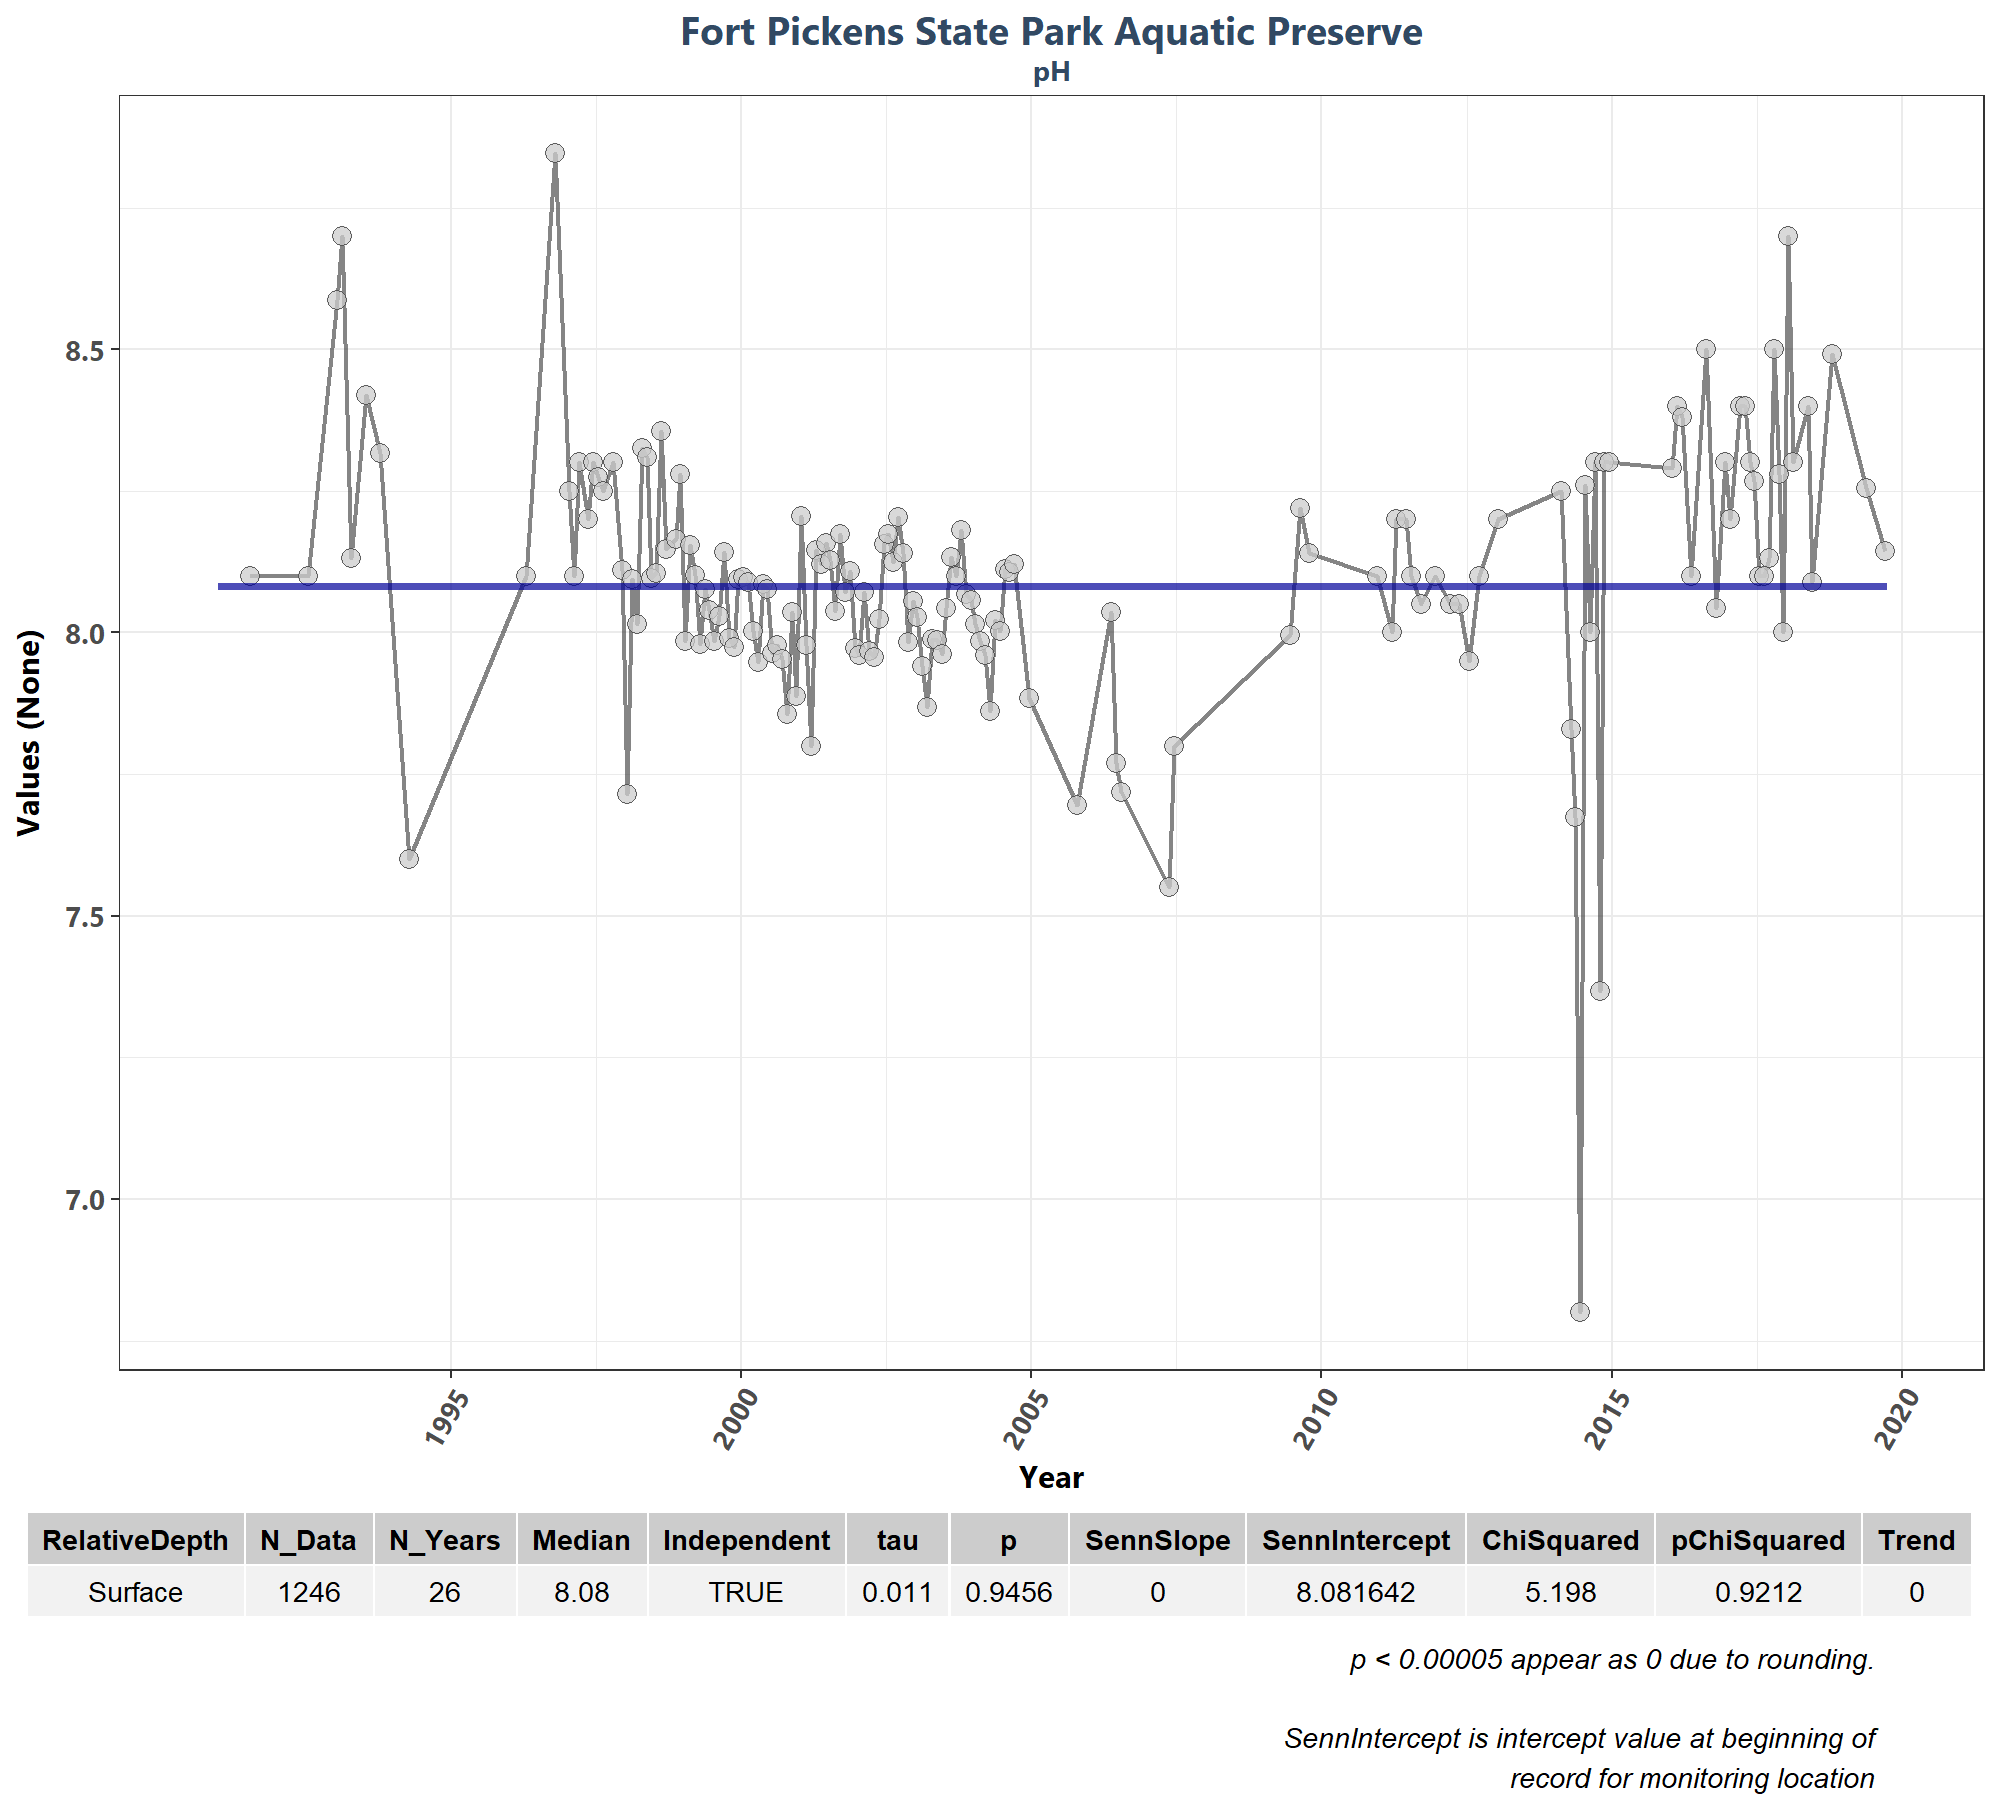 Fort Pickens State Park Aquatic Preserve
pH
Values (None)
8.5
8.0
7.5
7.0
1995 2000 2005 2010 2015 2020
Year
RelativeDepth N_Data N_Years Median Independent tau p SennSlope SennIntercept ChiSquared pChiSquared Trend
Surface 1246 26 8.08 TRUE 0.011 0.9456 0 8.081642 5.198 0.9212 0
p < 0.00005 appear as 0 due to rounding.
SennIntercept is intercept value at beginning of
record for monitoring location